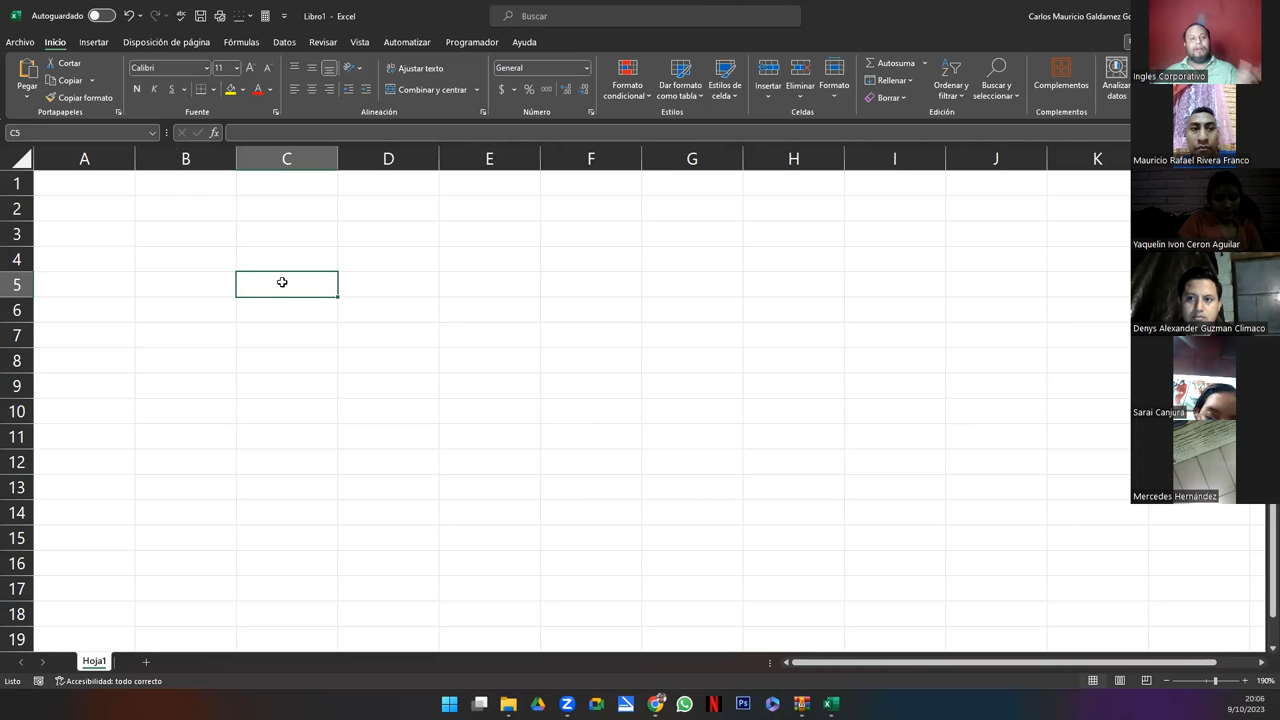 Autoguardado
Libro1 - Excel
Buscar
Carlos Mauricio Galdamez
Archivo Inicio Insertar Disposición de página Fórmulas Datos Revisar Vista Automatizar Programador Ayuda
Pegar
Cortar
Copiar
Copiar formato
Portapapeles
Calibri 11
N K S
Fuente
Ajustar texto
Combinar y centrar
Alineación
General
$ % 000
Número
Formato condicional
Dar formato como tabla
Estilos de celda
Estilos
Insertar Eliminar Formato
Celdas
Autosuma
Rellenar
Borrar
Ordenar y filtrar
Buscar y seleccionar
Edición
Complementos
Complementos
Analizar datos
C5
fx
A B C D E F G H I J K
1
2
3
4
5
6
7
8
9
10
11
12
13
14
15
16
17
18
19
Ingles Corporativo
Mauricio Rafael Rivera Franco
Yaquelin Ivon Ceron Aguilar
Denys Alexander Guzman Climaco
Sarai Canjura
Mercedes Hernández
Hoja1
Listo
Accesibilidad: todo correcto
190%
20:06
9/10/2023